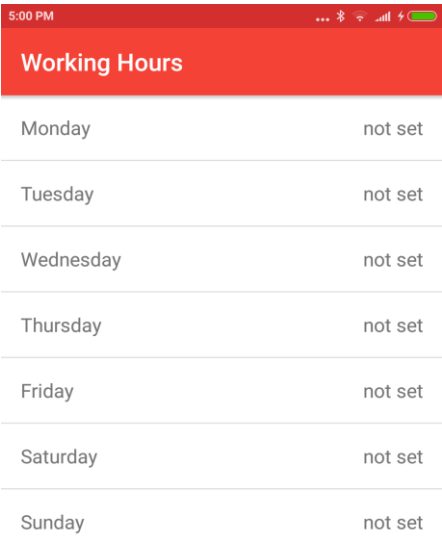 5:00 PM
Working Hours
Monday not set
Tuesday not set
Wednesday not set
Thursday not set
Friday not set
Saturday not set
Sunday not set